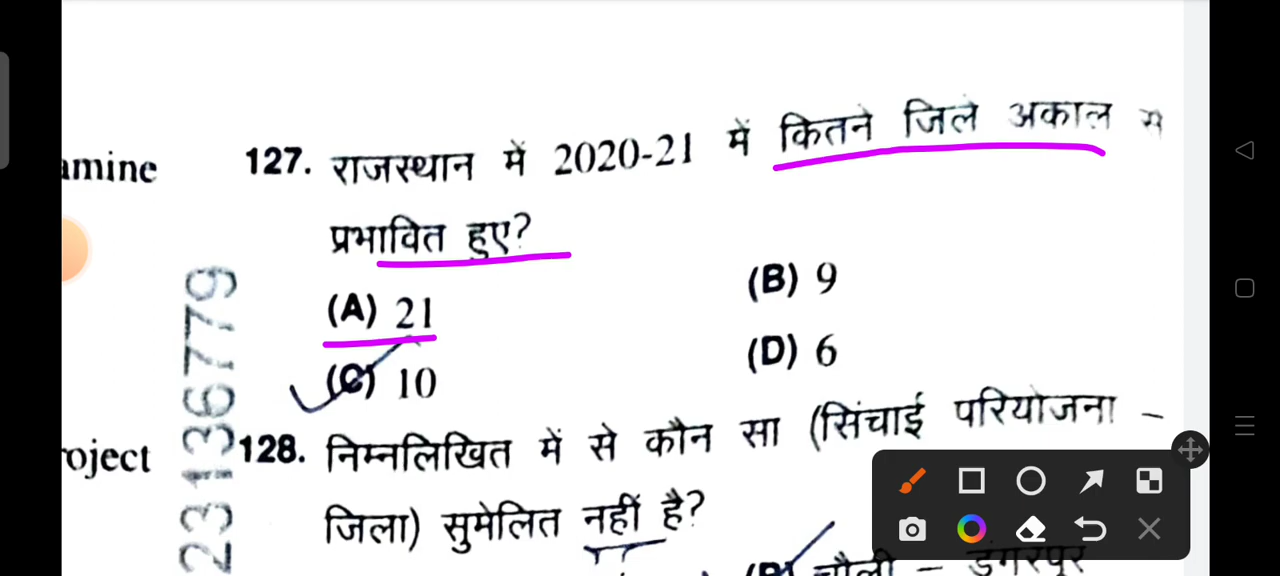 amine
127. राजस्थान में 2020-21 में कितने जिले अकाल से
प्रभावित हुए?
(A) 21
(B) 9
(C) 10
(D) 6
23136779
roject
128. निम्नलिखित में से कौन सा (सिंचाई परियोजना –
जिला) सुमेलित नहीं है?
(B) चौली – डूंगरपुर